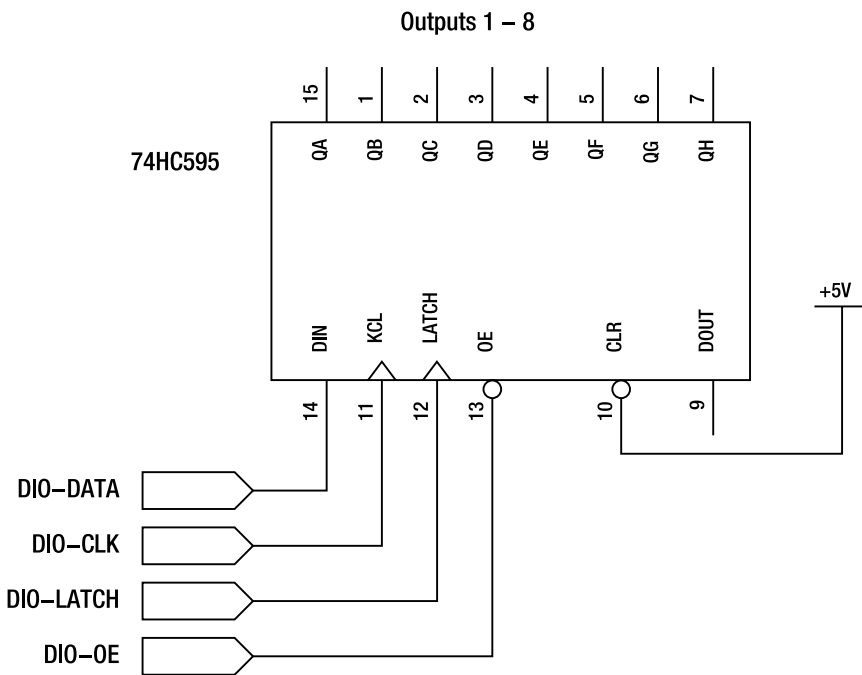 Outputs 1 – 8
15 1 2 3 4 5 6 7
74HC595
QA QB QC QD QE QF QG QH
+5V
DIN KCL LATCH OE CLR DOUT
14 11 12 13 10 9
DIO–DATA
DIO–CLK
DIO–LATCH
DIO–OE